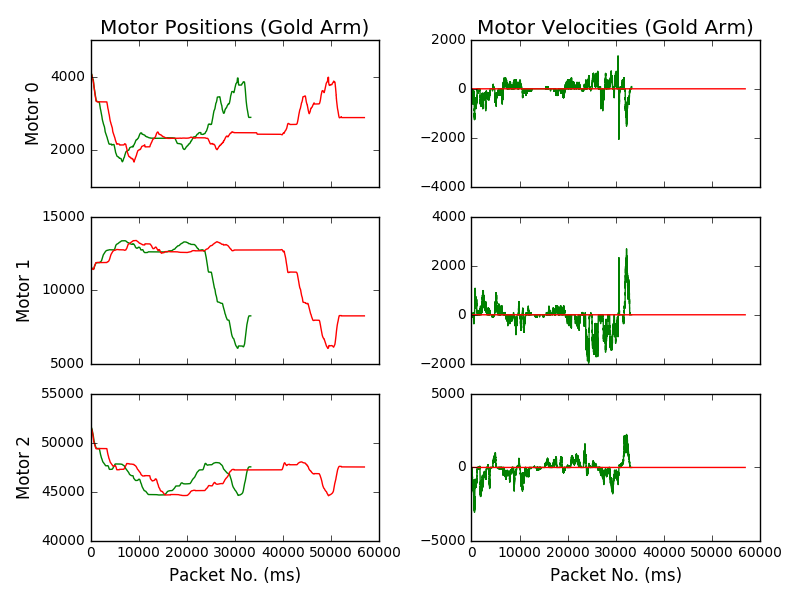 Motor Positions (Gold Arm)
Motor 0
4000
2000
Motor Velocities (Gold Arm)
2000
0
−2000
−4000
Motor 1
15000
10000
5000
4000
2000
0
−2000
Motor 2
55000
50000
45000
40000
0 10000 20000 30000 40000 50000 60000
Packet No. (ms)
5000
0
−5000
0 10000 20000 30000 40000 50000 60000
Packet No. (ms)